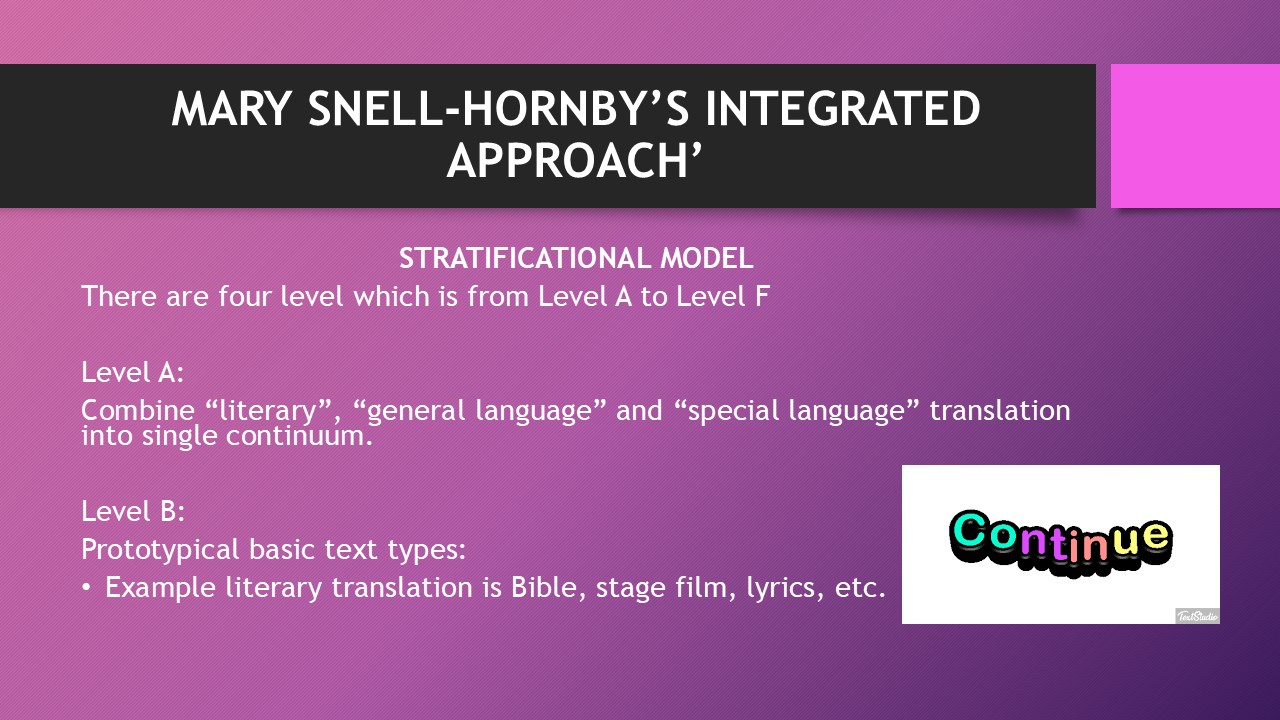 MARY SNELL-HORNBY’S INTEGRATED
APPROACH’
STRATIFICATIONAL MODEL
There are four level which is from Level A to Level F
Level A:
Combine “literary”, “general language” and “special language” translation
into single continuum.
Level B:
Prototypical basic text types:
• Example literary translation is Bible, stage film, lyrics, etc.
Continue
TextStudio